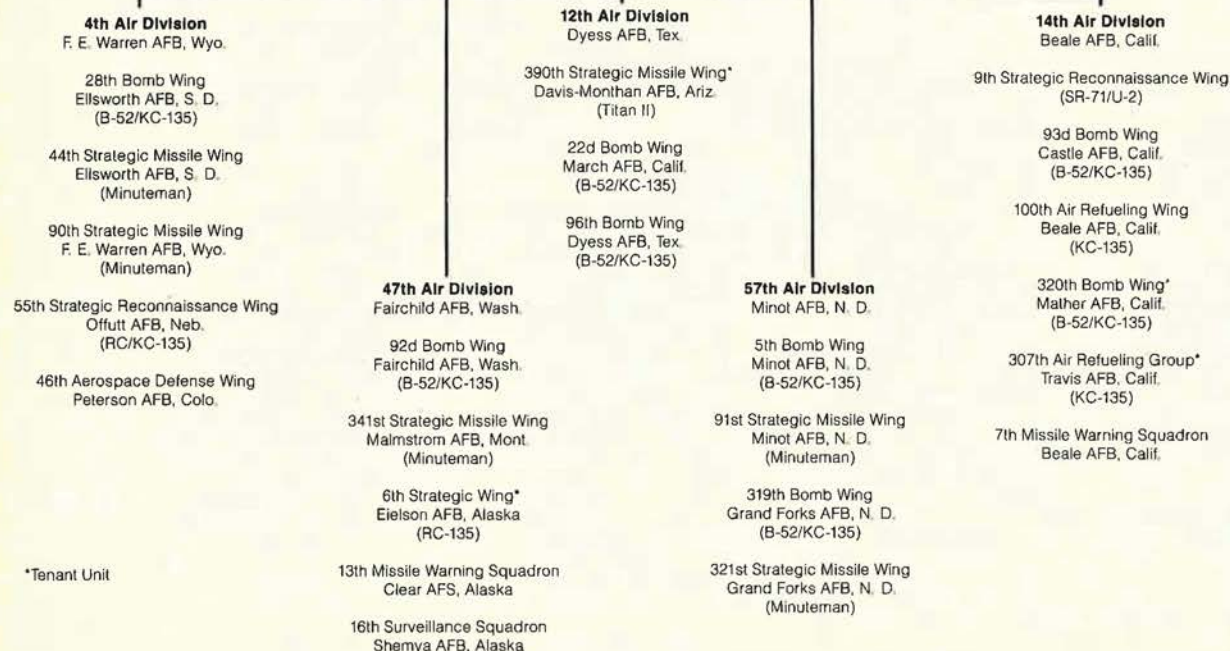 4th Air Division
F. E. Warren AFB, Wyo.
28th Bomb Wing
Ellsworth AFB, S. D.
(B-52/KC-135)
44th Strategic Missile Wing
Ellsworth AFB, S. D.
(Minuteman)
90th Strategic Missile Wing
F. E. Warren AFB, Wyo.
(Minuteman)
55th Strategic Reconnaissance Wing
Offutt AFB, Neb.
(RC/KC-135)
46th Aerospace Defense Wing
Peterson AFB, Colo.
*Tenant Unit
47th Air Division
Fairchild AFB, Wash.
92d Bomb Wing
Fairchild AFB, Wash.
(B-52/KC-135)
341st Strategic Missile Wing
Malmstrom AFB, Mont.
(Minuteman)
6th Strategic Wing*
Eielson AFB, Alaska
(RC-135)
13th Missile Warning Squadron
Clear AFS, Alaska
16th Surveillance Squadron
Shemya AFB, Alaska
12th Air Division
Dyess AFB, Tex.
390th Strategic Missile Wing*
Davis-Monthan AFB, Ariz.
(Titan II)
22d Bomb Wing
March AFB, Calif.
(B-52/KC-135)
96th Bomb Wing
Dyess AFB, Tex.
(B-52/KC-135)
57th Air Division
Minot AFB, N. D.
5th Bomb Wing
Minot AFB, N. D.
(B-52/KC-135)
91st Strategic Missile Wing
Minot AFB, N. D.
(Minuteman)
319th Bomb Wing
Grand Forks AFB, N. D.
(B-52/KC-135)
321st Strategic Missile Wing
Grand Forks AFB, N. D.
(Minuteman)
14th Air Division
Beale AFB, Calif.
9th Strategic Reconnaissance Wing
(SR-71/U-2)
93d Bomb Wing
Castle AFB, Calif.
(B-52/KC-135)
100th Air Refueling Wing
Beale AFB, Calif.
(KC-135)
320th Bomb Wing*
Mather AFB, Calif.
(B-52/KC-135)
307th Air Refueling Group*
Travis AFB, Calif.
(KC-135)
7th Missile Warning Squadron
Beale AFB, Calif.